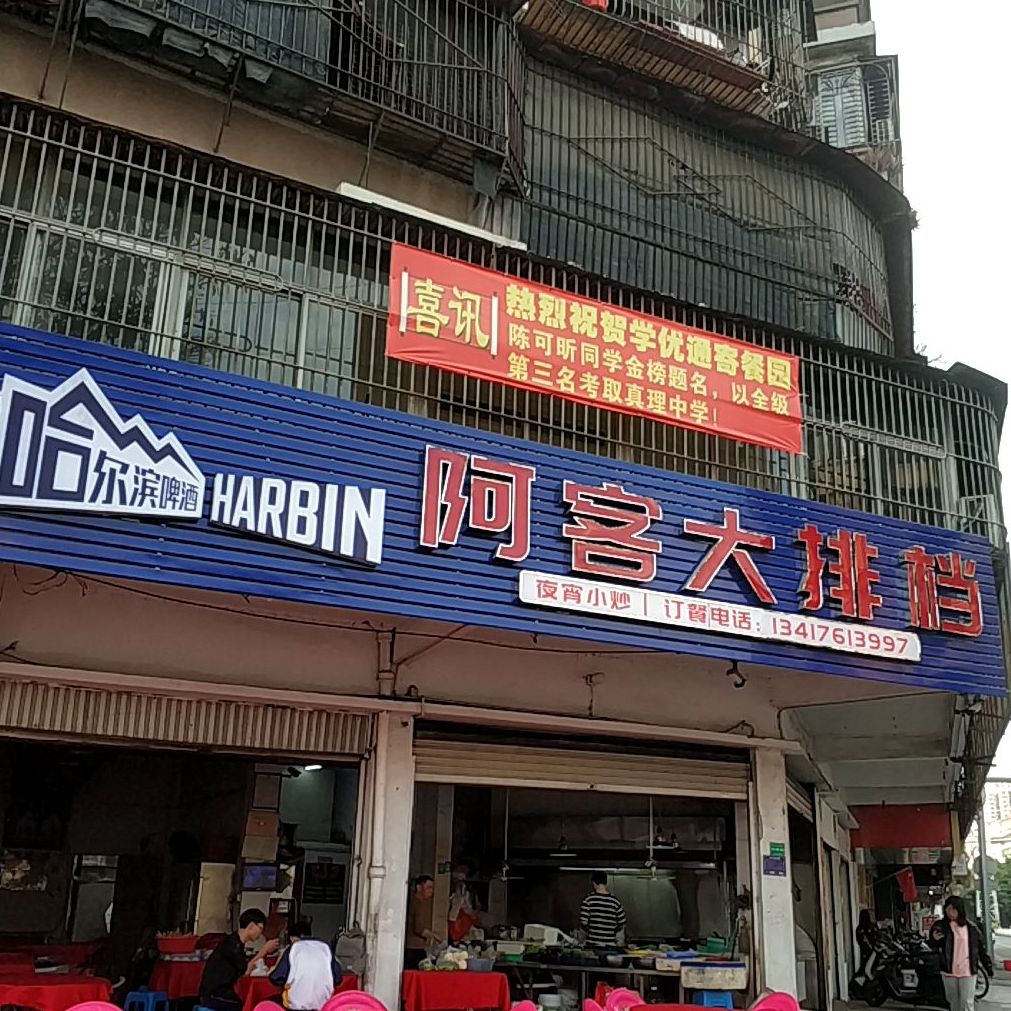 喜讯
热烈祝贺学优通客餐园
陈可昕同学金榜题名，以全级
第三名考取真理中学！
哈尔滨啤酒
HARBIN
阿客大排档
夜宵小炒 | 订餐电话：13417613997